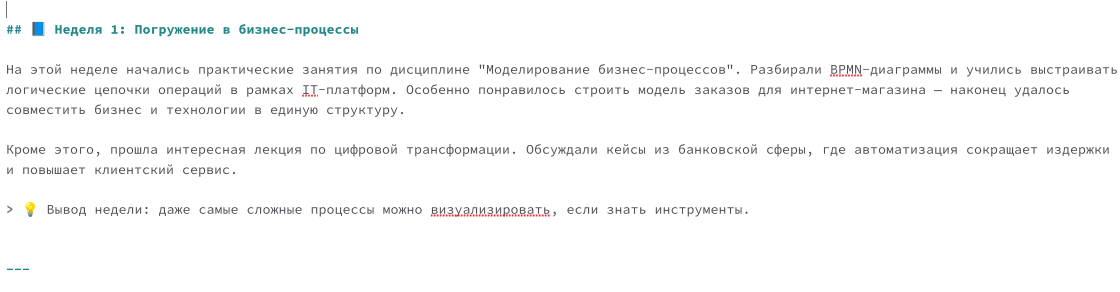 ## 📘 Неделя 1: Погружение в бизнес-процессы
На этой неделе начались практические занятия по дисциплине "Моделирование бизнес-процессов". Разбирали BPMN-диаграммы и учились выстраивать
логические цепочки операций в рамках IT-платформ. Особенно понравилось строить модель заказов для интернет-магазина — наконец удалось
совместить бизнес и технологии в единую структуру.
Кроме этого, прошла интересная лекция по цифровой трансформации. Обсуждали кейсы из банковской сферы, где автоматизация сокращает издержки
и повышает клиентский сервис.
> 💡 Вывод недели: даже самые сложные процессы можно визуализировать, если знать инструменты.
---